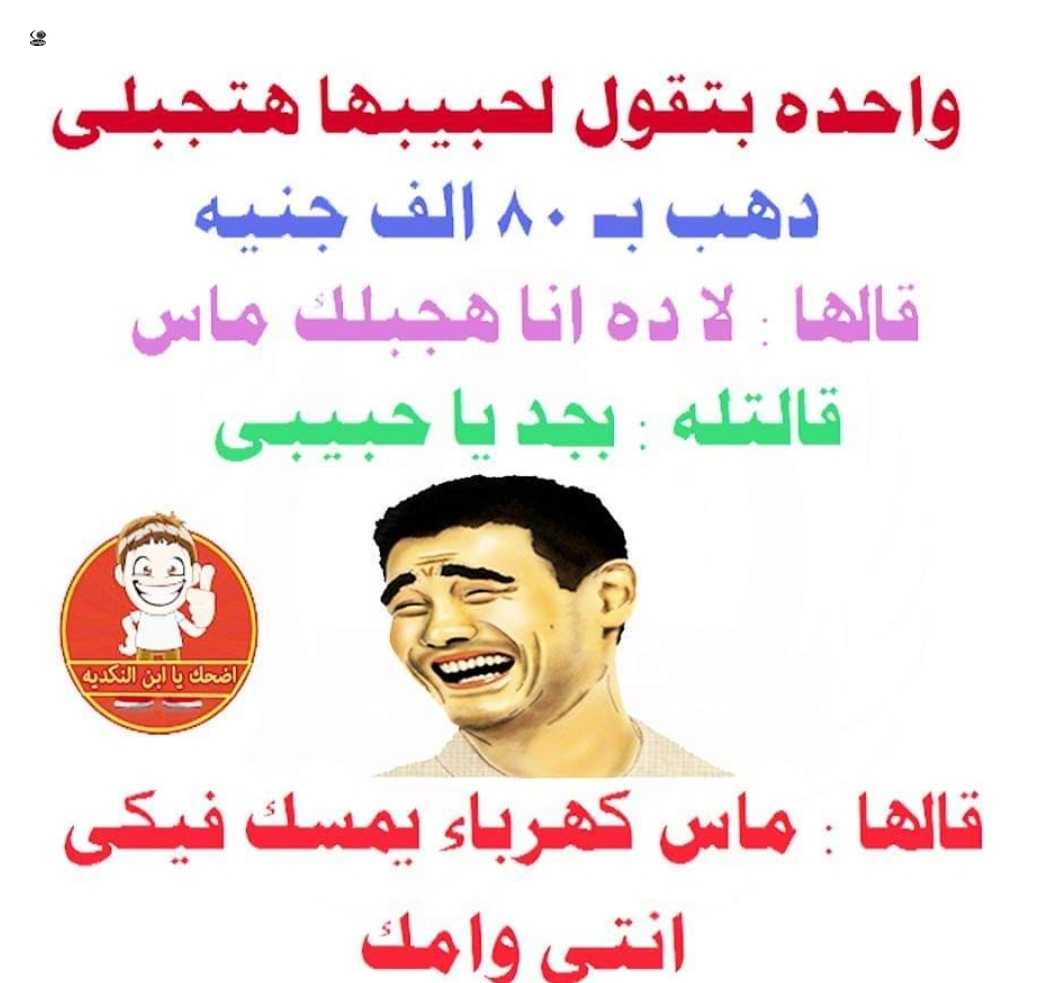 واحده بتقول لحبيبها هتجبلى
دهب بـ ٨٠ الف جنيه
قالها : لا ده انا هجبلك ماس
قالتله : بجد يا حبيبى
اضحك يا ابن النكديه
قالها : ماس كهرباء يمسك فيكى
انتى وامك